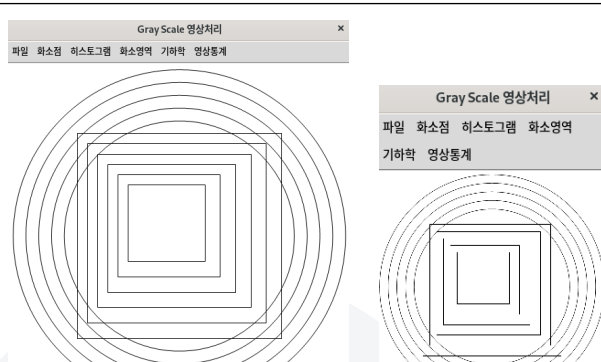 Gray Scale 영상처리 ×
파일 화소점 히스토그램 화소영역 기하학 영상통계
Gray Scale 영상처리 ×
파일 화소점 히스토그램 화소영역
기하학 영상통계